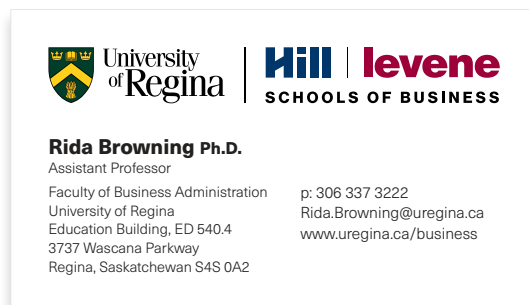 University
of Regina
Hill | levene
SCHOOLS OF BUSINESS
Rida Browning Ph.D.
Assistant Professor
Faculty of Business Administration
University of Regina
Education Building, ED 540.4
3737 Wascana Parkway
Regina, Saskatchewan S4S 0A2
p: 306 337 3222
Rida.Browning@uregina.ca
www.uregina.ca/business